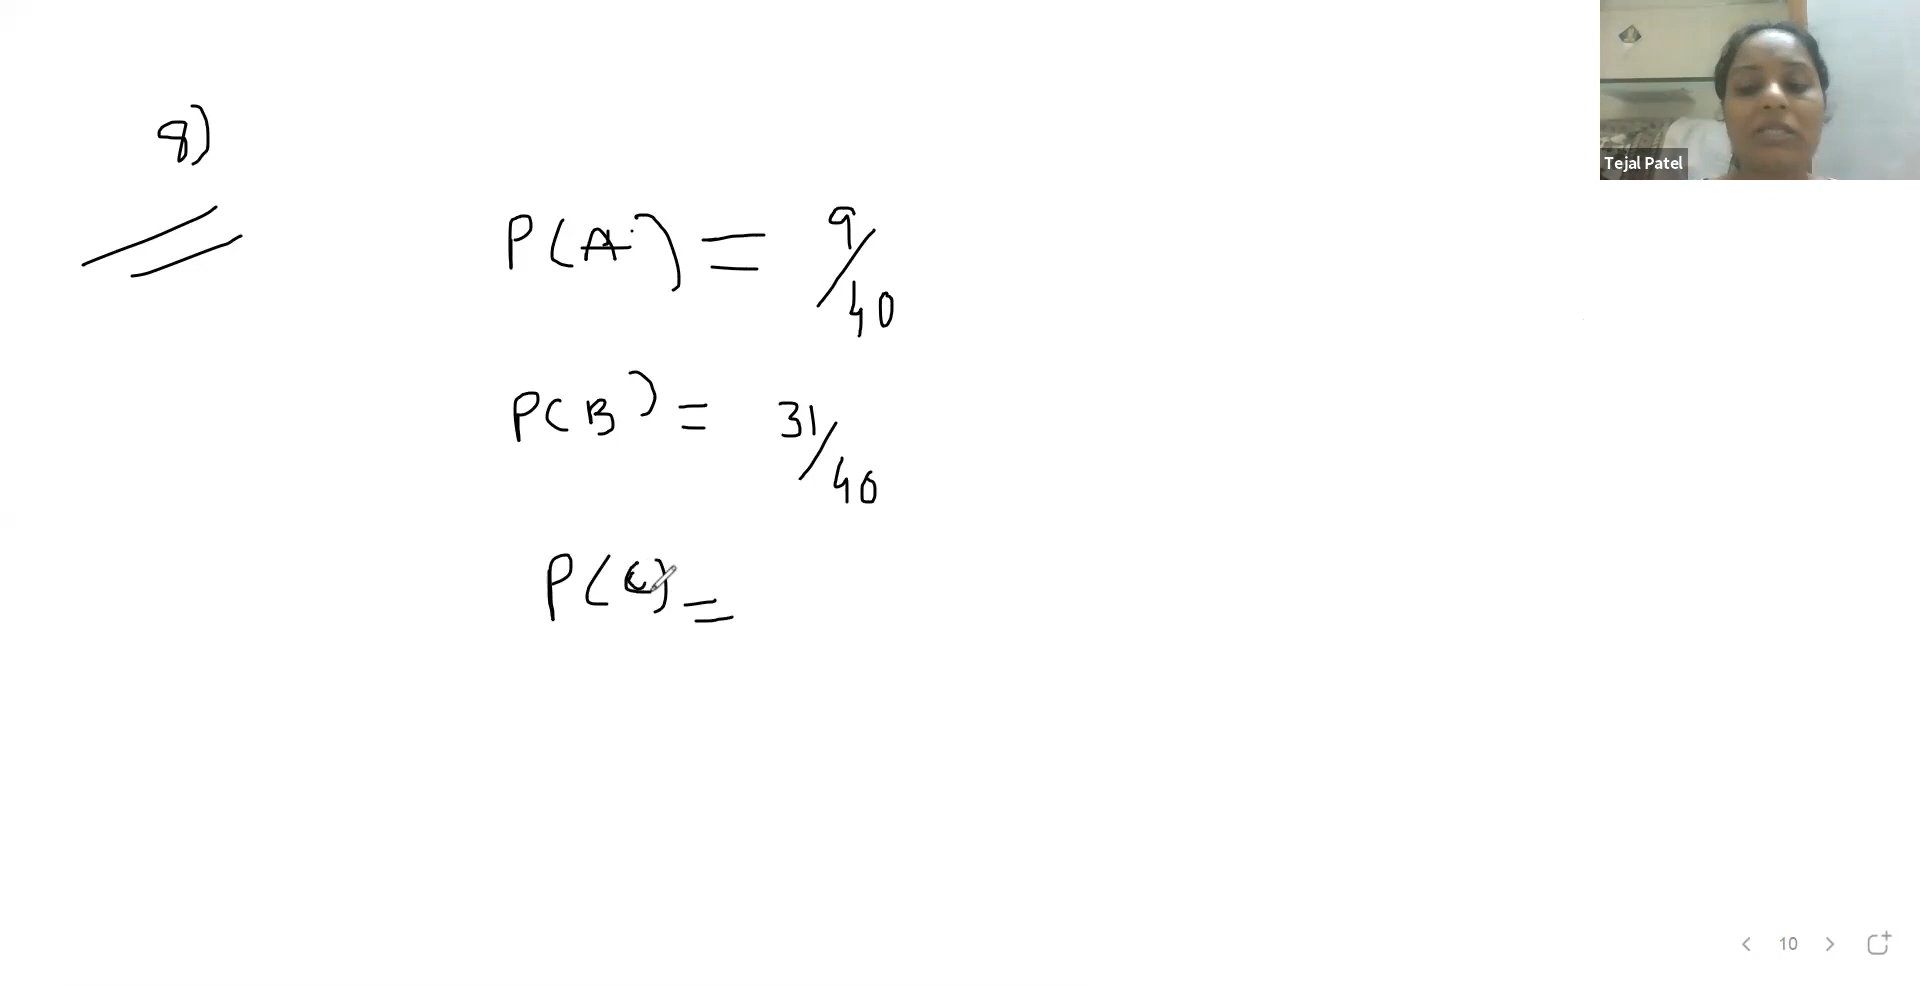 8)
P(A) = 9/40
P(B) = 31/40
P(C) =
Tejal Patel
10